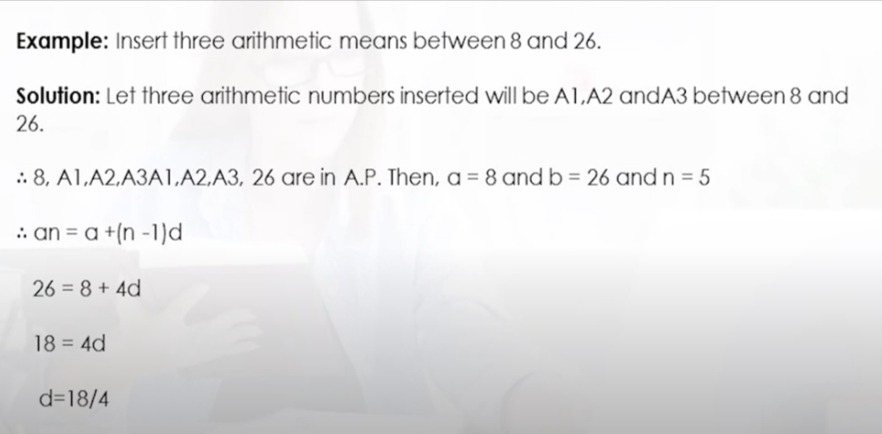 Example: Insert three arithmetic means between 8 and 26.
Solution: Let three arithmetic numbers inserted will be A1,A2 andA3 between 8 and
26.
∴ 8, A1,A2,A3A1,A2,A3, 26 are in A.P. Then, a = 8 and b = 26 and n = 5
∴ an = a +(n -1)d
26 = 8 + 4d
18 = 4d
d=18/4